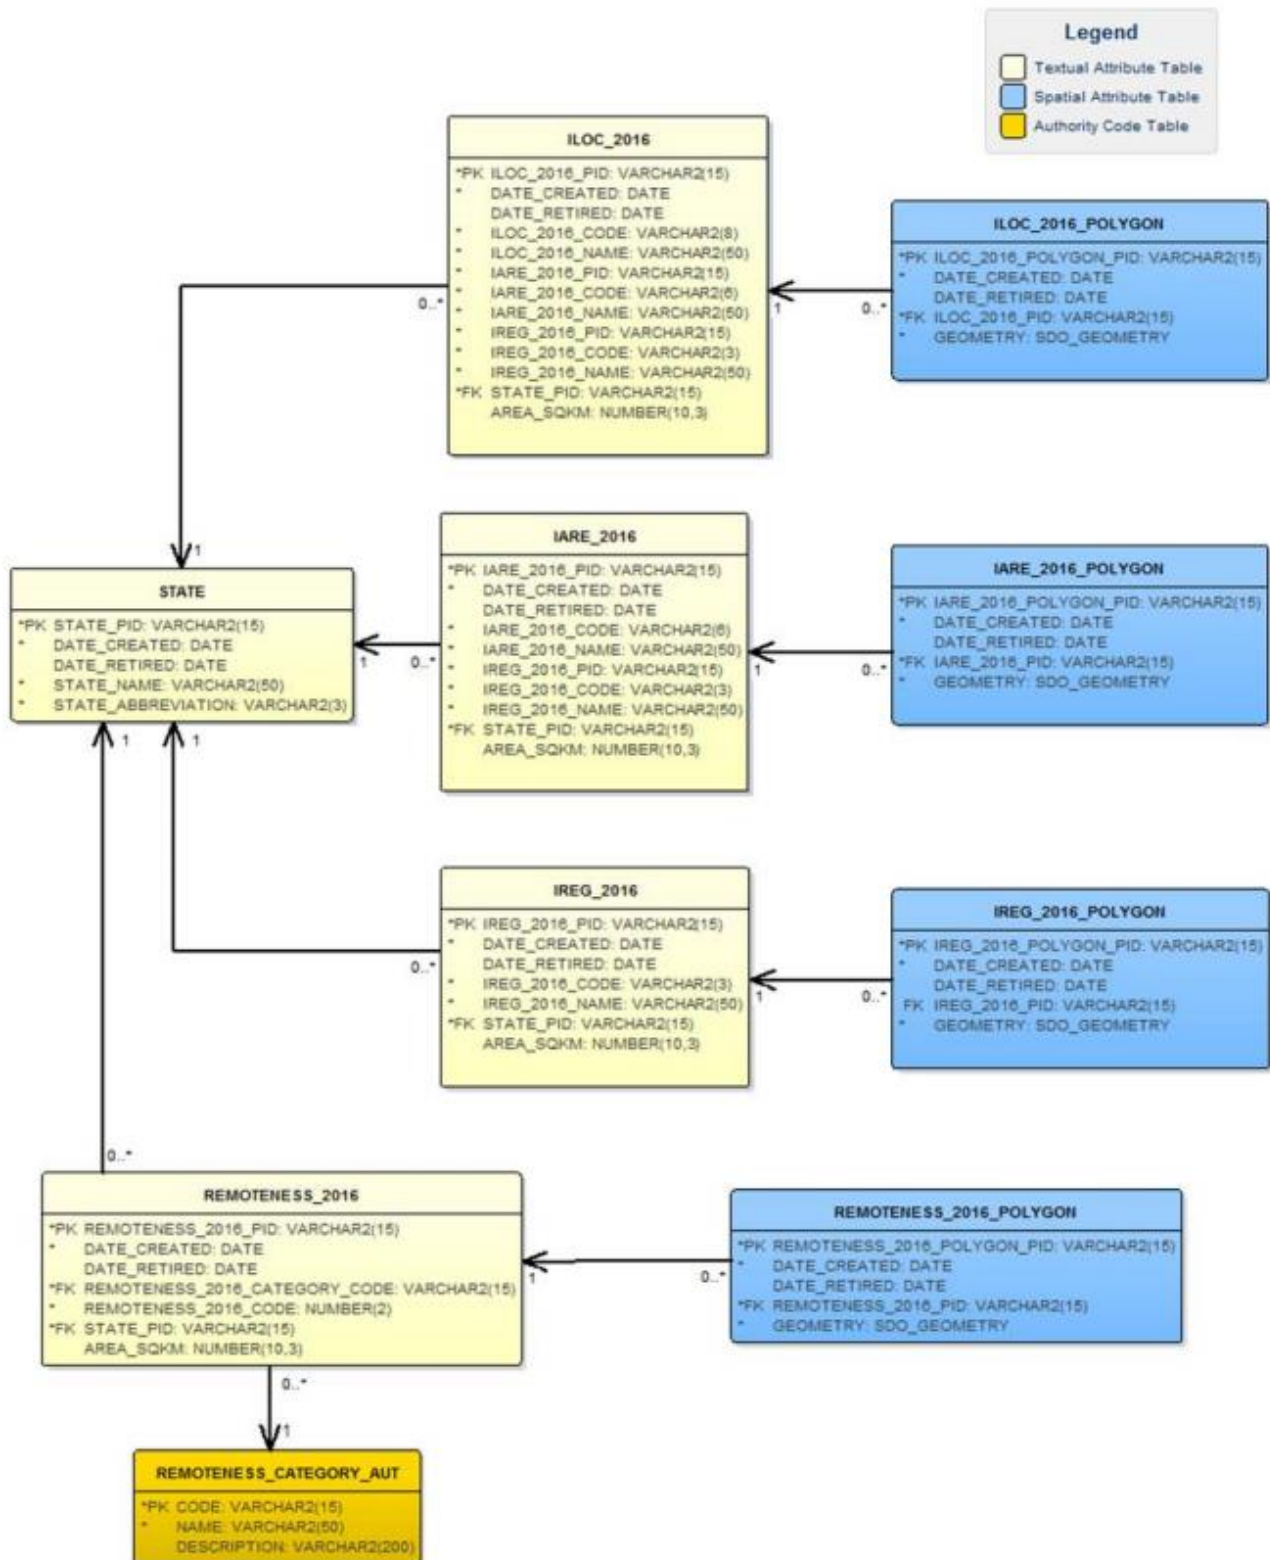 Legend
Textual Attribute Table
Spatial Attribute Table
Authority Code Table
ILOC_2016
*PK ILOC_2016_PID: VARCHAR2(15)
* DATE_CREATED: DATE
DATE_RETIRED: DATE
* ILOC_2016_CODE: VARCHAR2(8)
* ILOC_2016_NAME: VARCHAR2(50)
* IARE_2016_PID: VARCHAR2(15)
* IARE_2016_CODE: VARCHAR2(6)
* IARE_2016_NAME: VARCHAR2(50)
* IREG_2016_PID: VARCHAR2(15)
* IREG_2016_CODE: VARCHAR2(3)
* IREG_2016_NAME: VARCHAR2(50)
*FK STATE_PID: VARCHAR2(15)
AREA_SQKM: NUMBER(10,3)
0..*
1
1
0..*
ILOC_2016_POLYGON
*PK ILOC_2016_POLYGON_PID: VARCHAR2(15)
* DATE_CREATED: DATE
DATE_RETIRED: DATE
*FK ILOC_2016_PID: VARCHAR2(15)
* GEOMETRY: SDO_GEOMETRY
STATE
*PK STATE_PID: VARCHAR2(15)
* DATE_CREATED: DATE
DATE_RETIRED: DATE
* STATE_NAME: VARCHAR2(50)
* STATE_ABBREVIATION: VARCHAR2(3)
1
0..*
IARE_2016
*PK IARE_2016_PID: VARCHAR2(15)
* DATE_CREATED: DATE
DATE_RETIRED: DATE
* IARE_2016_CODE: VARCHAR2(6)
* IARE_2016_NAME: VARCHAR2(50)
* IREG_2016_PID: VARCHAR2(15)
* IREG_2016_CODE: VARCHAR2(3)
* IREG_2016_NAME: VARCHAR2(50)
*FK STATE_PID: VARCHAR2(15)
AREA_SQKM: NUMBER(10,3)
1
0..*
IARE_2016_POLYGON
*PK IARE_2016_POLYGON_PID: VARCHAR2(15)
* DATE_CREATED: DATE
DATE_RETIRED: DATE
*FK IARE_2016_PID: VARCHAR2(15)
* GEOMETRY: SDO_GEOMETRY
1
1
0..*
IREG_2016
*PK IREG_2016_PID: VARCHAR2(15)
* DATE_CREATED: DATE
DATE_RETIRED: DATE
* IREG_2016_CODE: VARCHAR2(3)
* IREG_2016_NAME: VARCHAR2(50)
*FK STATE_PID: VARCHAR2(15)
AREA_SQKM: NUMBER(10,3)
1
0..*
IREG_2016_POLYGON
*PK IREG_2016_POLYGON_PID: VARCHAR2(15)
* DATE_CREATED: DATE
DATE_RETIRED: DATE
FK IREG_2016_PID: VARCHAR2(15)
* GEOMETRY: SDO_GEOMETRY
0..*
REMOTENESS_2016
*PK REMOTENESS_2016_PID: VARCHAR2(15)
* DATE_CREATED: DATE
DATE_RETIRED: DATE
*FK REMOTENESS_2016_CATEGORY_CODE: VARCHAR2(15)
* REMOTENESS_2016_CODE: NUMBER(2)
*FK STATE_PID: VARCHAR2(15)
AREA_SQKM: NUMBER(10,3)
1
0..*
REMOTENESS_2016_POLYGON
*PK REMOTENESS_2016_POLYGON_PID: VARCHAR2(15)
* DATE_CREATED: DATE
DATE_RETIRED: DATE
*FK REMOTENESS_2016_PID: VARCHAR2(15)
* GEOMETRY: SDO_GEOMETRY
0..*
1
REMOTENESS_CATEGORY_AUT
*PK CODE: VARCHAR2(15)
* NAME: VARCHAR2(50)
DESCRIPTION: VARCHAR2(200)